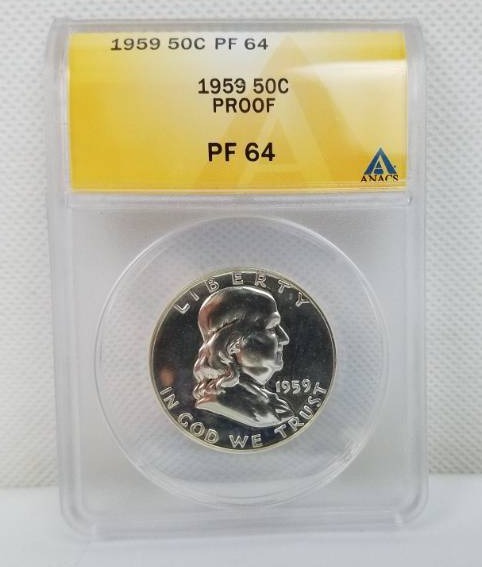 1959 50C PF 64
1959 50C
PROOF
PF 64
ANACS
LIBERTY
1959
IN GOD WE TRUST